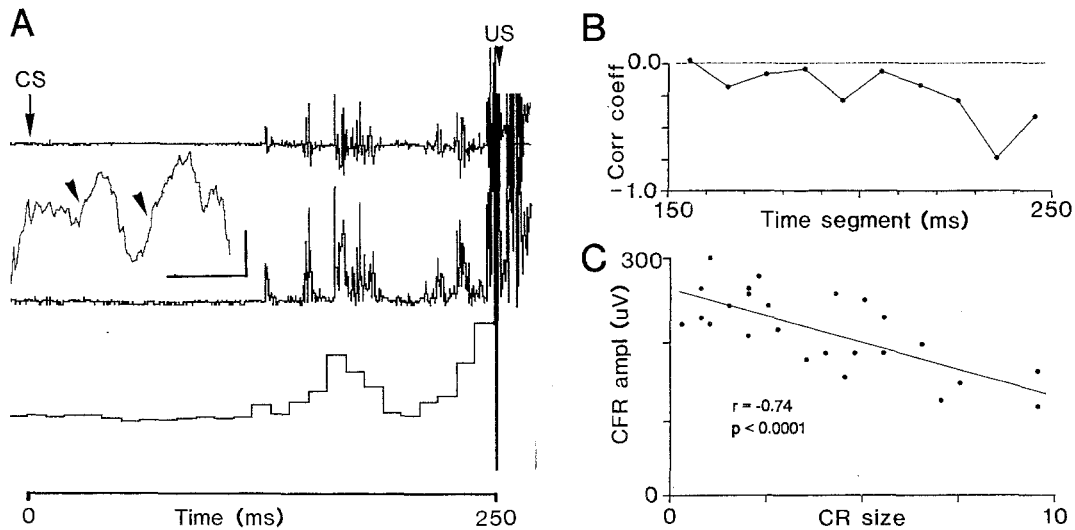 A
CS
US
0
Time (ms)
250
B
Corr coeff
0.0
-1.0
150
Time segment (ms)
250
C
CFR ampl (uV)
300
0
r = -0.74
p < 0.0001
0
CR size
10